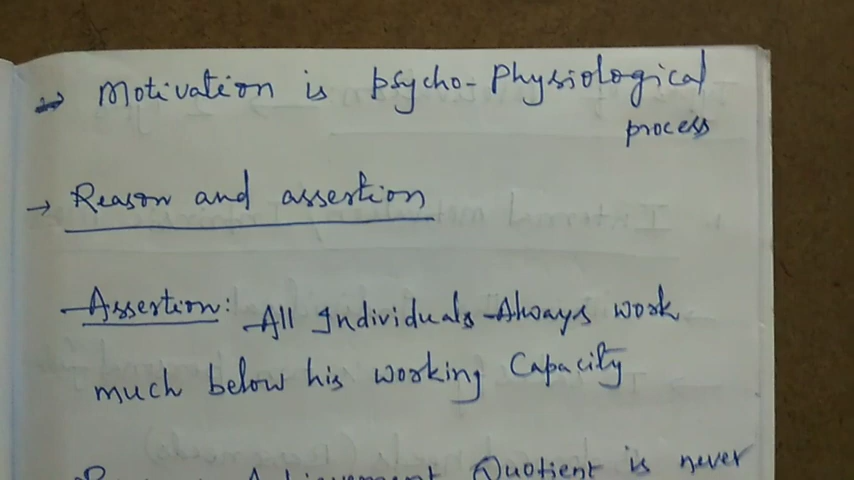 → Motivation is psycho-Physiological
process
→ Reason and assertion
Assertion: All Individuals Always work
much below his working Capacity
Achievement Quotient is never